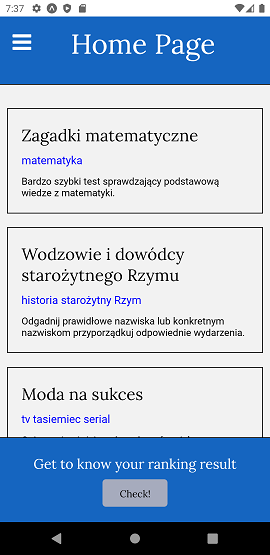 7:37
Home Page
Zagadki matematyczne
matematyka
Bardzo szybki test sprawdzający podstawową
wiedze z matematyki.
Wodzowie i dowódcy
starożytnego Rzymu
historia starożytny Rzym
Odgadnij prawidłowe nazwiska lub konkretnym
nazwiskom przyporządkuj odpowiednie wydarzenia.
Moda na sukces
tv tasiemiec serial
Get to know your ranking result
Check!